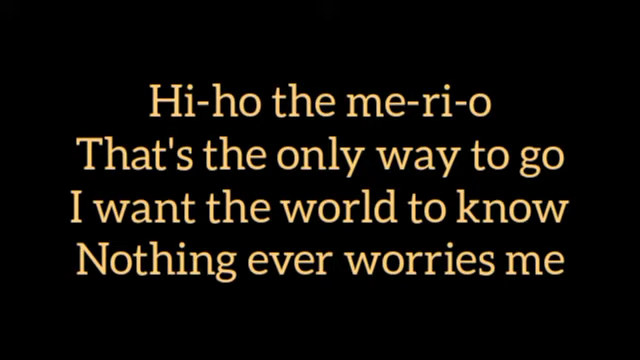 Hi-ho the me-ri-o
That's the only way to go
I want the world to know
Nothing ever worries me